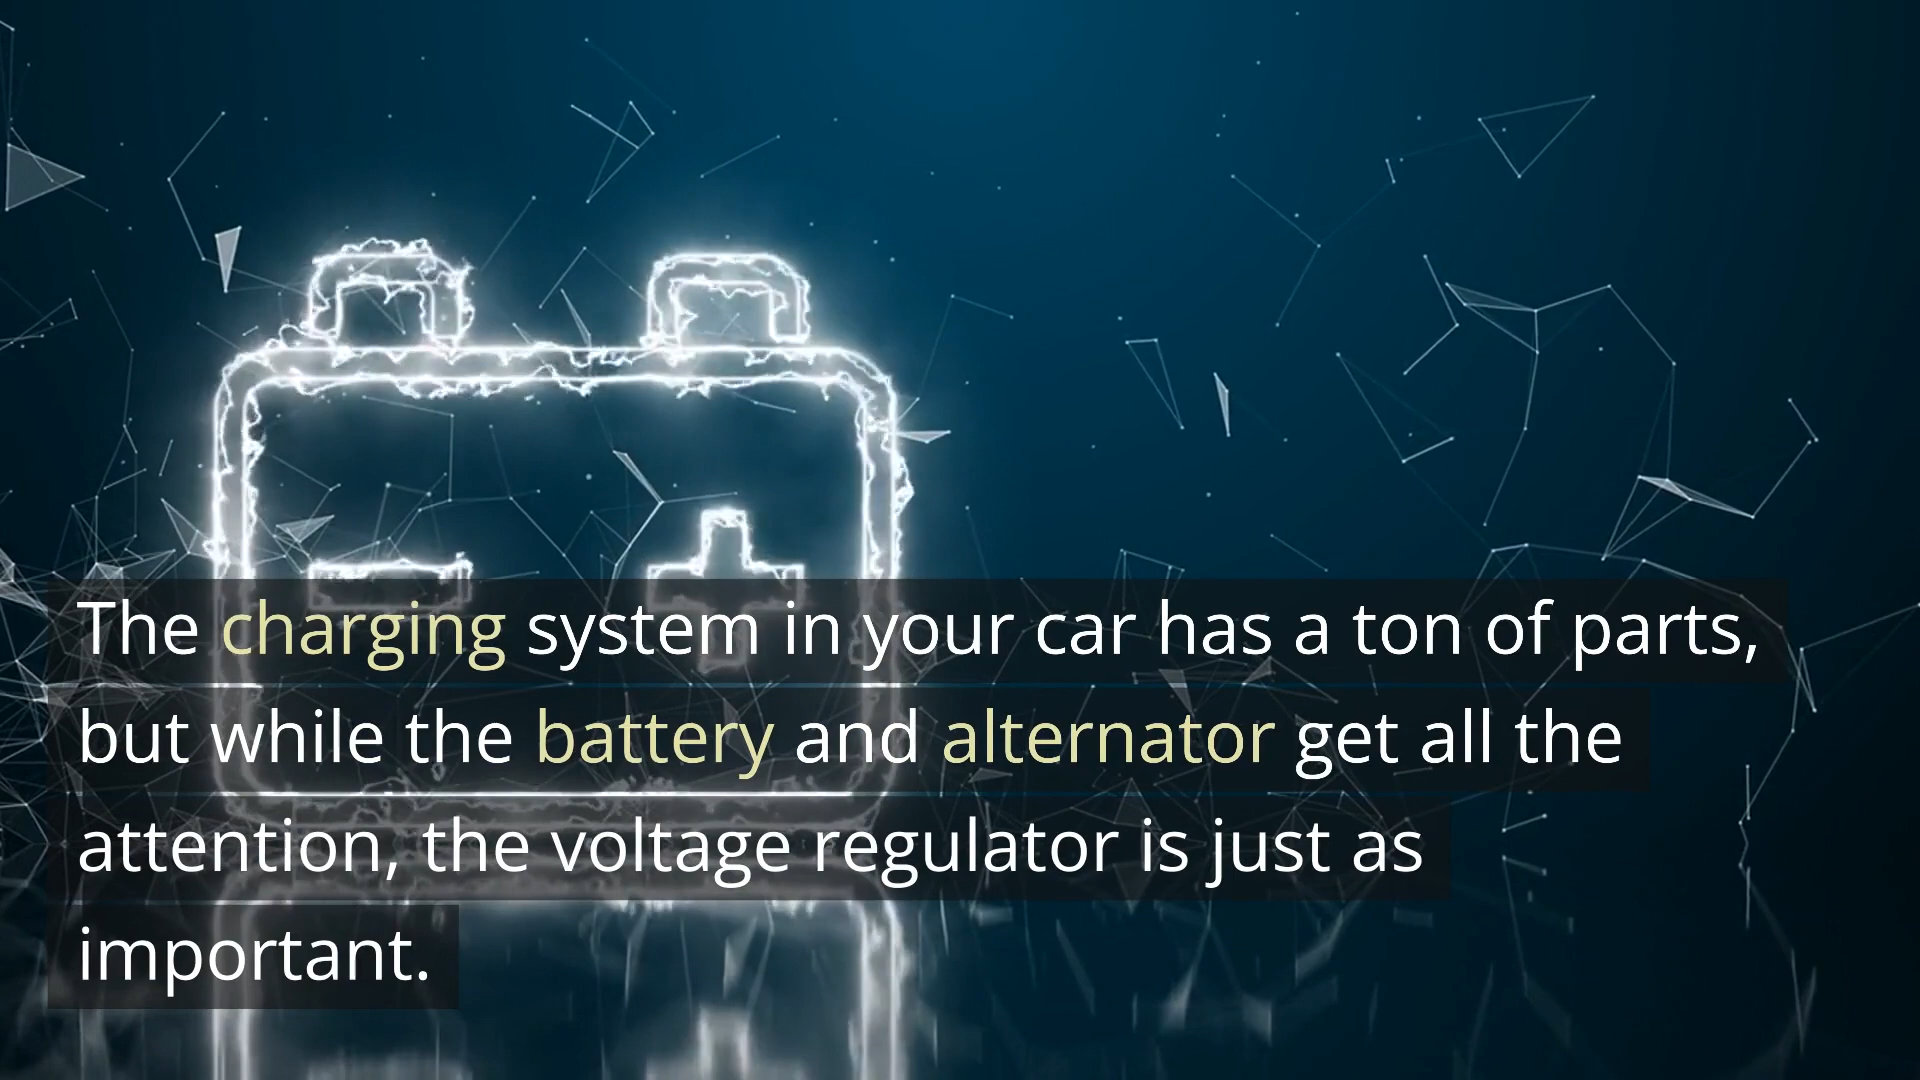 The charging system in your car has a ton of parts,
but while the battery and alternator get all the
attention, the voltage regulator is just as
important.